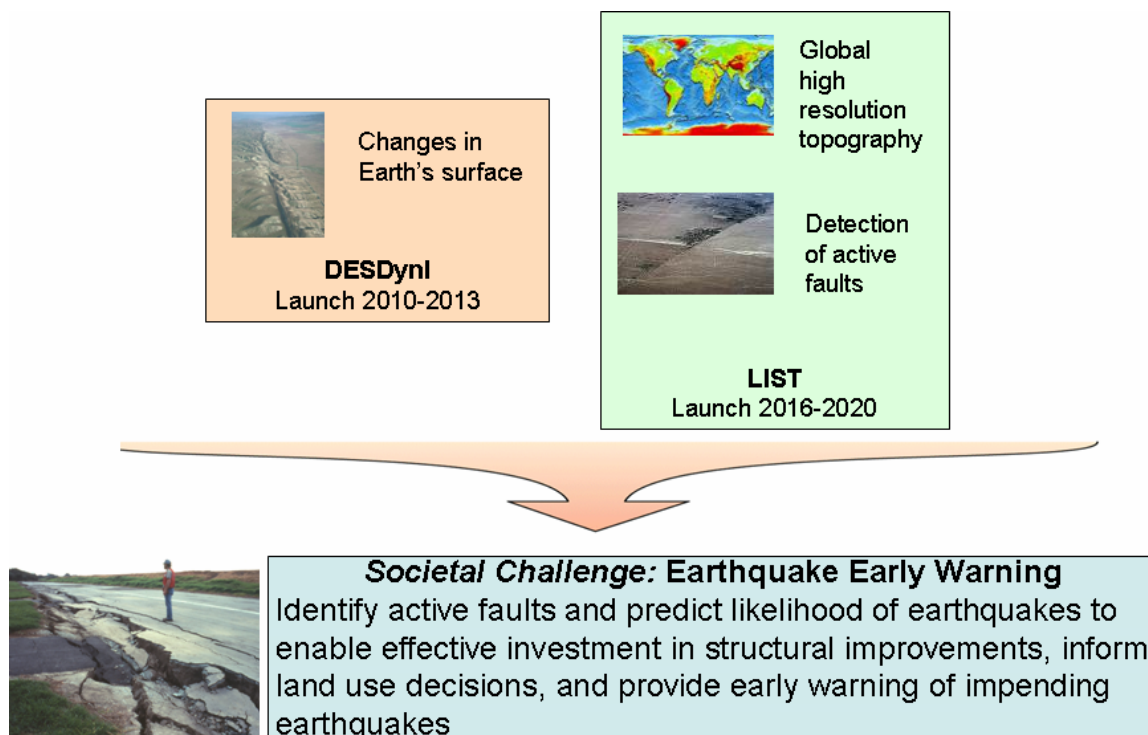 Changes in
Earth's surface
DESDynI
Launch 2010-2013
Global
high
resolution
topography
Detection
of active
faults
LIST
Launch 2016-2020
Societal Challenge: Earthquake Early Warning
Identify active faults and predict likelihood of earthquakes to
enable effective investment in structural improvements, inform
land use decisions, and provide early warning of impending
earthquakes